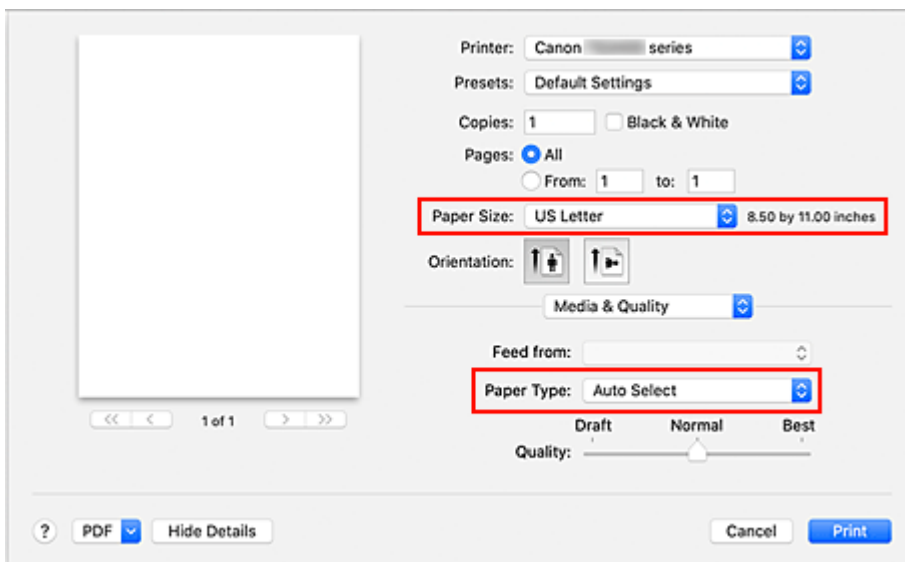 Printer: Canon series
Presets: Default Settings
Copies: 1 Black & White
Pages: All
From: 1 to: 1
Paper Size: US Letter 8.50 by 11.00 inches
Orientation:
Media & Quality
Feed from:
Paper Type: Auto Select
Draft Normal Best
Quality:
<< < 1 of 1 > >>
? PDF Hide Details Cancel Print